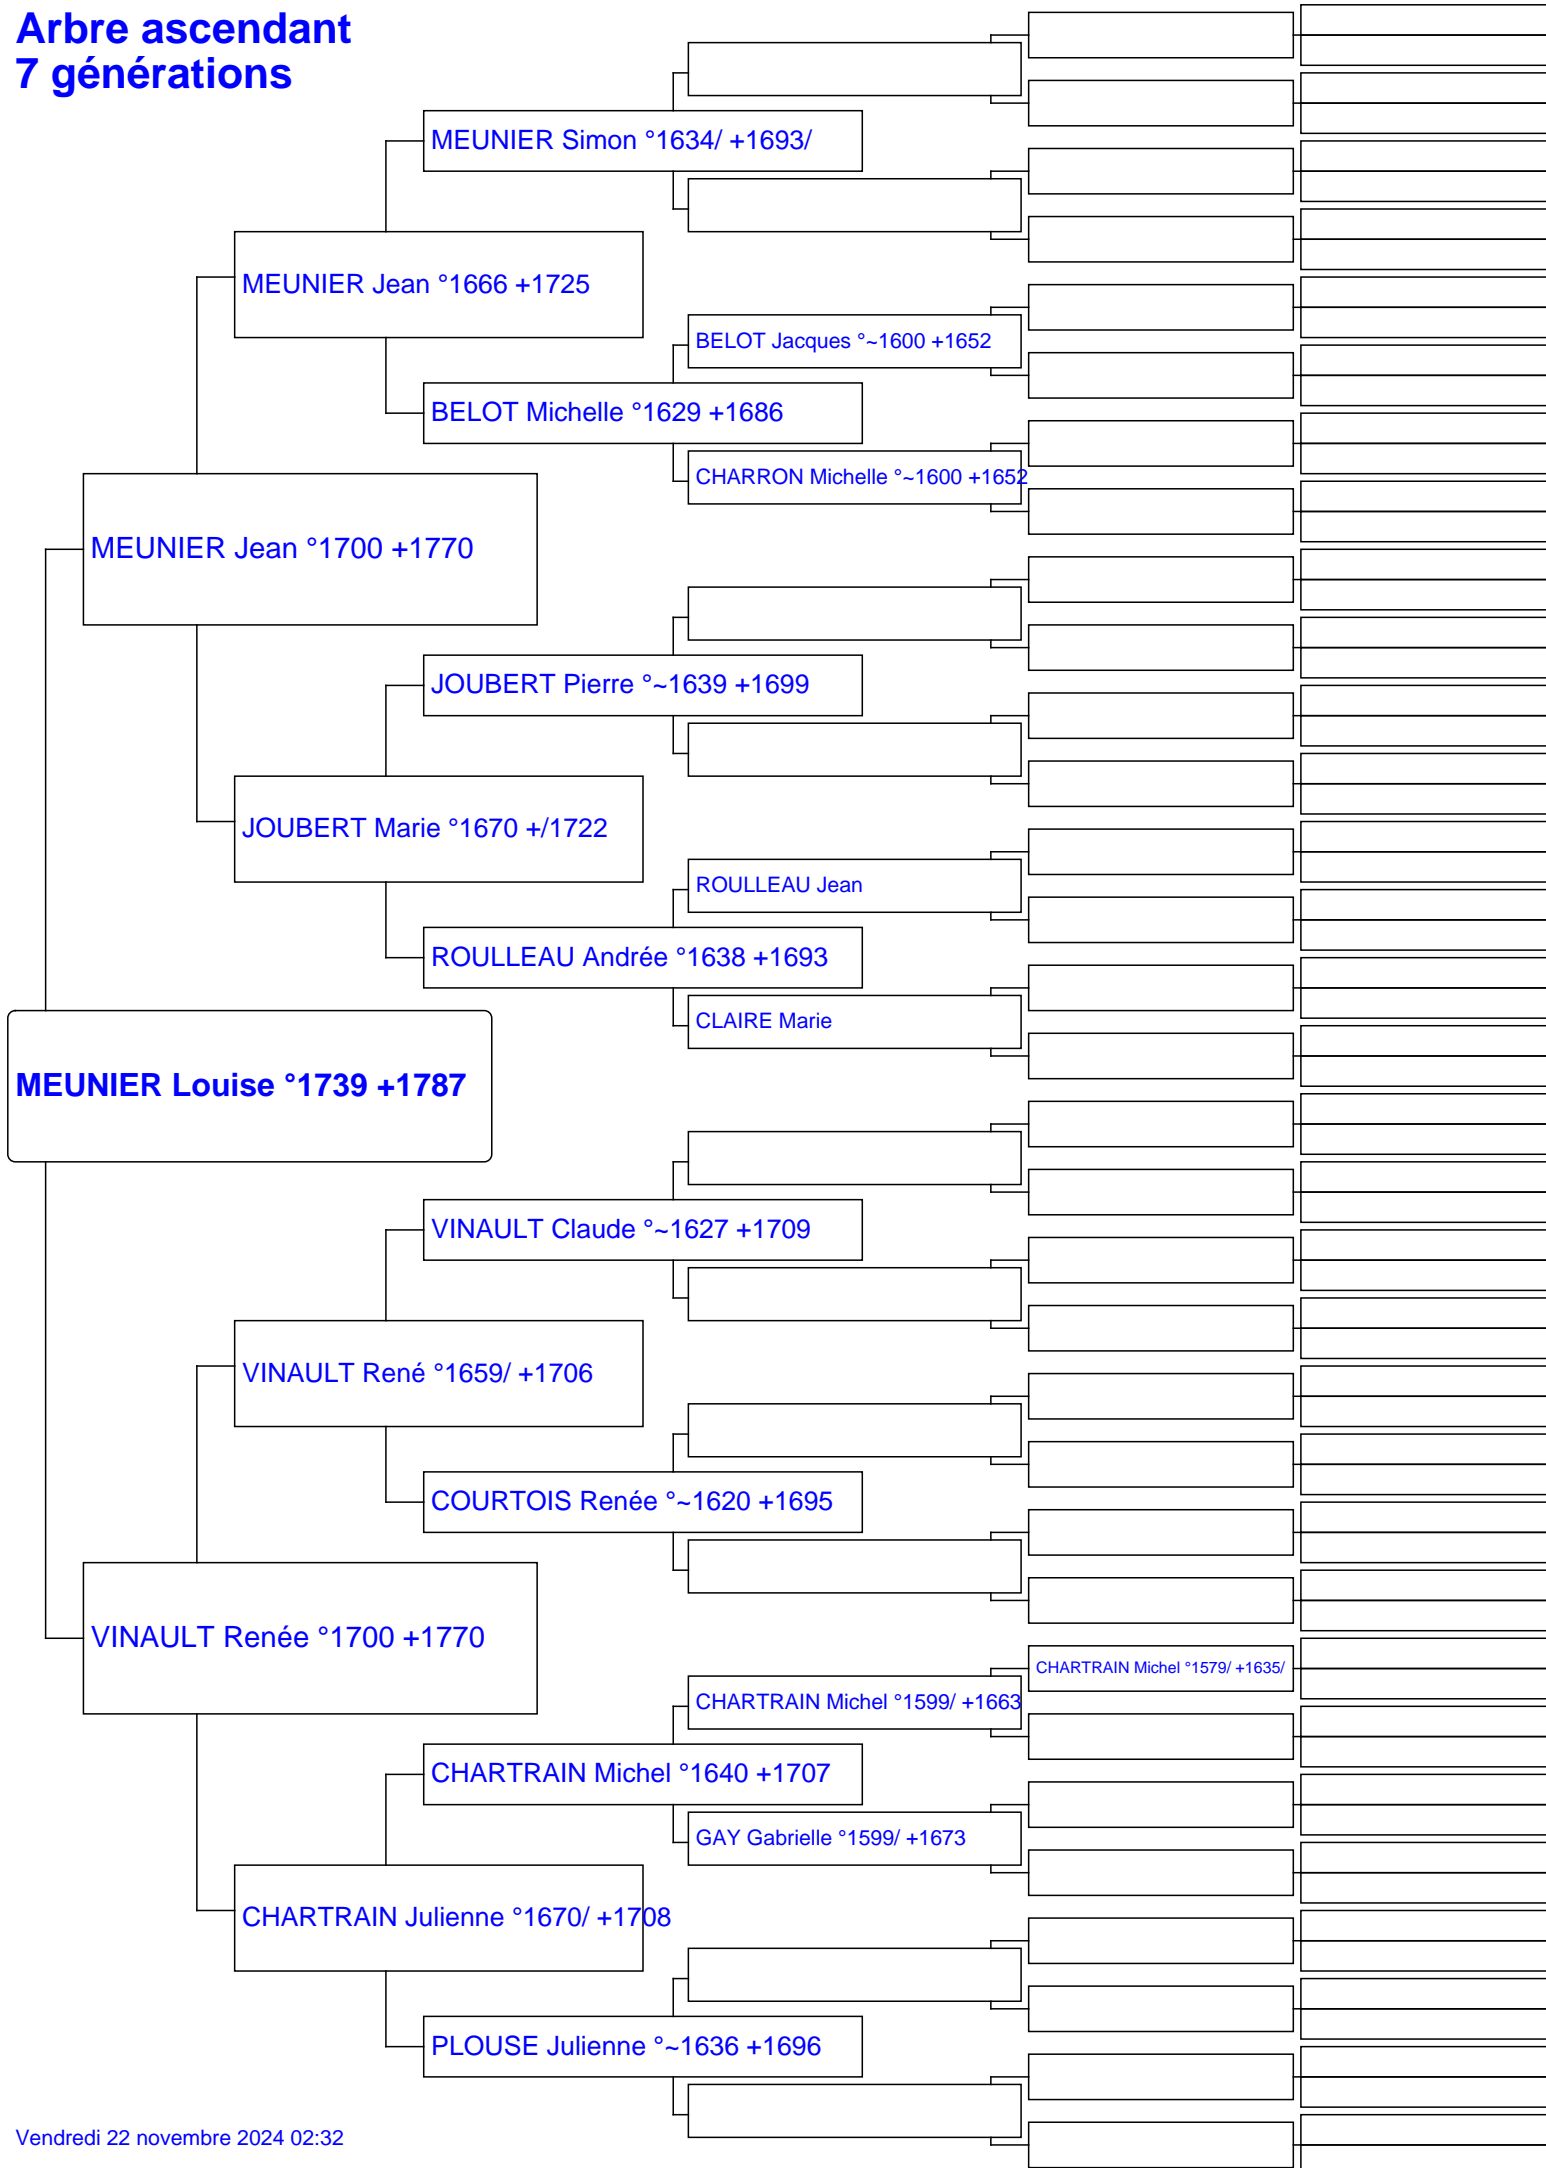 Arbre ascendant
7 générations
MEUNIER Simon °1634/ +1693/
MEUNIER Jean °1666 +1725
BELOT Jacques °~1600 +1652
BELOT Michelle °1629 +1686
CHARRON Michelle °~1600 +1652
MEUNIER Jean °1700 +1770
JOUBERT Pierre °~1639 +1699
JOUBERT Marie °1670 +/1722
ROULLEAU Jean
ROULLEAU Andrée °1638 +1693
CLAIRE Marie
MEUNIER Louise °1739 +1787
VINAULT Claude °~1627 +1709
VINAULT René °1659/ +1706
COURTOIS Renée °~1620 +1695
VINAULT Renée °1700 +1770
CHARTRAIN Michel °1579/ +1635/
CHARTRAIN Michel °1599/ +1663
CHARTRAIN Michel °1640 +1707
GAY Gabrielle °1599/ +1673
CHARTRAIN Julienne °1670/ +1708
PLOUSE Julienne °~1636 +1696
Vendredi 22 novembre 2024 02:32